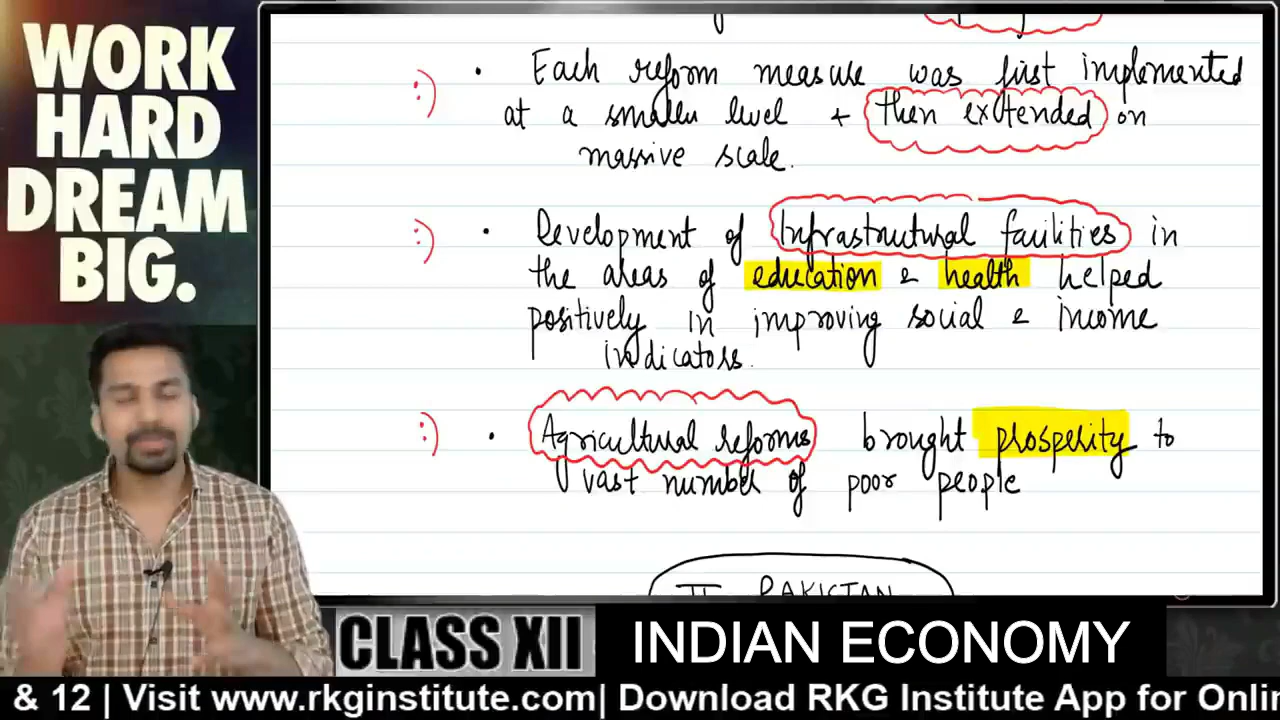 WORK
HARD
DREAM
BIG.
:) • Each reform measure was first implemented
at a smaller level + then extended on
massive scale.
:) • Development of Infrastructural facilities in
the areas of education & health helped
positively in improving social & income
indicators.
:) • Agricultural reforms brought prosperity to
vast number of poor people
II PAKISTAN
CLASS XII INDIAN ECONOMY
& 12 | Visit www.rkginstitute.com| Download RKG Institute App for Onli